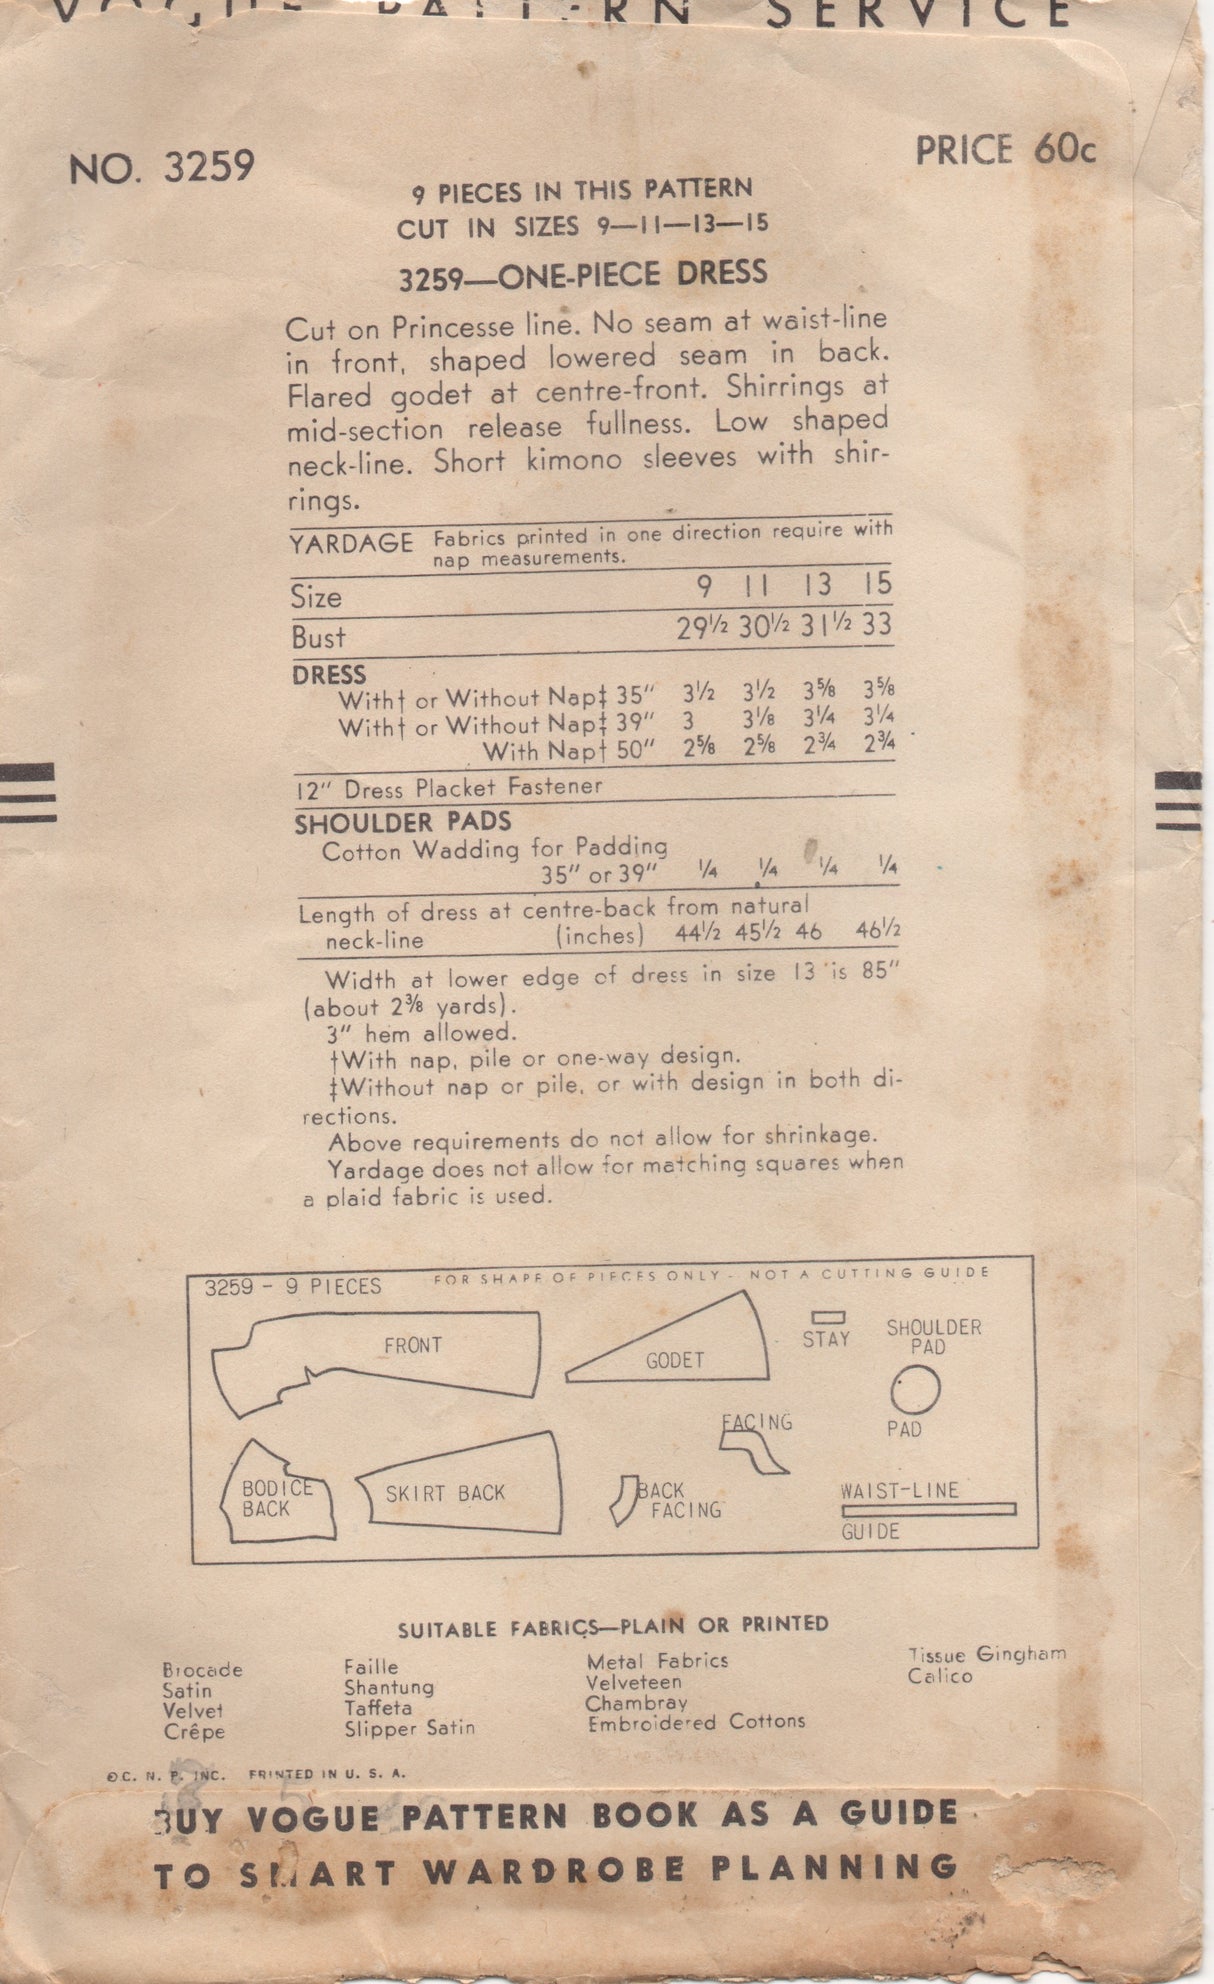 VOGUE PATTERN SERVICE
NO. 3259
PRICE 60c
9 PIECES IN THIS PATTERN
CUT IN SIZES 9—11—13—15
3259—ONE-PIECE DRESS
Cut on Princesse line. No seam at waist-line
in front, shaped lowered seam in back.
Flared godet at centre-front. Shirrings at
mid-section release fullness. Low shaped
neck-line. Short kimono sleeves with shir-
rings.
YARDAGE Fabrics printed in one direction require with
nap measurements.
Size 9 11 13 15
Bust 29½ 30½ 31½ 33
DRESS
With† or Without Nap‡ 35" 3½ 3½ 3⅝ 3⅝
With† or Without Nap‡ 39" 3 3⅛ 3¼ 3¼
With Nap† 50" 2⅝ 2⅝ 2¾ 2¾
12" Dress Placket Fastener
SHOULDER PADS
Cotton Wadding for Padding
35" or 39" ¼ ¼ ¼ ¼
Length of dress at centre-back from natural
neck-line (inches) 44½ 45½ 46 46½
Width at lower edge of dress in size 13 is 85"
(about 2⅜ yards).
3" hem allowed.
†With nap, pile or one-way design.
‡Without nap or pile, or with design in both di-
rections.
Above requirements do not allow for shrinkage.
Yardage does not allow for matching squares when
a plaid fabric is used.
3259 - 9 PIECES FOR SHAPE OF PIECES ONLY - NOT A CUTTING GUIDE
FRONT
GODET
STAY
SHOULDER
PAD
PAD
FACING
BODICE
BACK
SKIRT BACK
BACK
FACING
WAIST-LINE
GUIDE
SUITABLE FABRICS—PLAIN OR PRINTED
Brocade
Satin
Velvet
Crêpe
Faille
Shantung
Taffeta
Slipper Satin
Metal Fabrics
Velveteen
Chambray
Embroidered Cottons
Tissue Gingham
Calico
©C. N. P. INC. PRINTED IN U. S. A.
BUY VOGUE PATTERN BOOK AS A GUIDE
TO SMART WARDROBE PLANNING